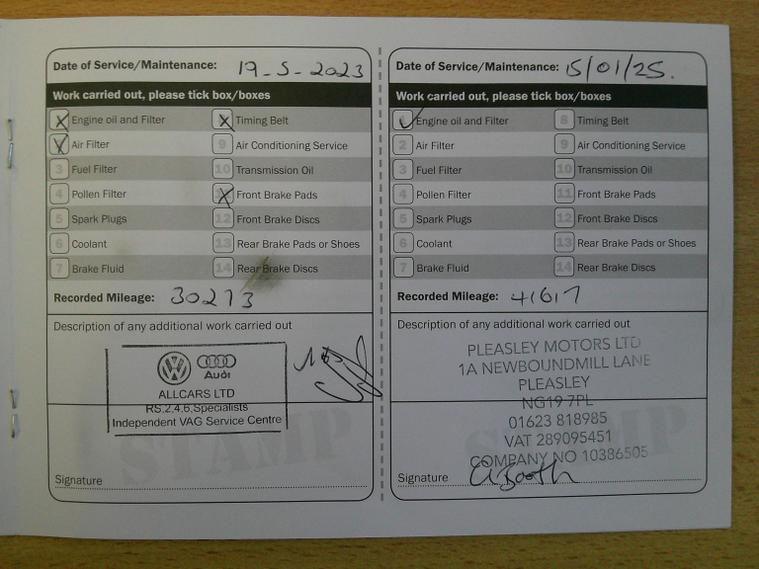 Date of Service/Maintenance: 19-5-2023
Work carried out, please tick box/boxes
Engine oil and Filter Timing Belt
Air Filter 9 Air Conditioning Service
3 Fuel Filter 10 Transmission Oil
4 Pollen Filter Front Brake Pads
5 Spark Plugs 12 Front Brake Discs
6 Coolant 13 Rear Brake Pads or Shoes
7 Brake Fluid 14 Rear Brake Discs
Recorded Mileage: 30273
Description of any additional work carried out
Audi
ALLCARS LTD
RS,2,4,6,Specialists
Independent VAG Service Centre
STAMP
Signature
Date of Service/Maintenance: 15/01/25.
Work carried out, please tick box/boxes
1 Engine oil and Filter 8 Timing Belt
2 Air Filter 9 Air Conditioning Service
3 Fuel Filter 10 Transmission Oil
4 Pollen Filter 11 Front Brake Pads
5 Spark Plugs 12 Front Brake Discs
6 Coolant 13 Rear Brake Pads or Shoes
7 Brake Fluid 14 Rear Brake Discs
Recorded Mileage: 41617
Description of any additional work carried out
PLEASLEY MOTORS LTD
1A NEWBOUNDMILL LANE
PLEASLEY
NG19 7PL
01623 818985
VAT 289095451
COMPANY NO 10386505
STAMP
Signature